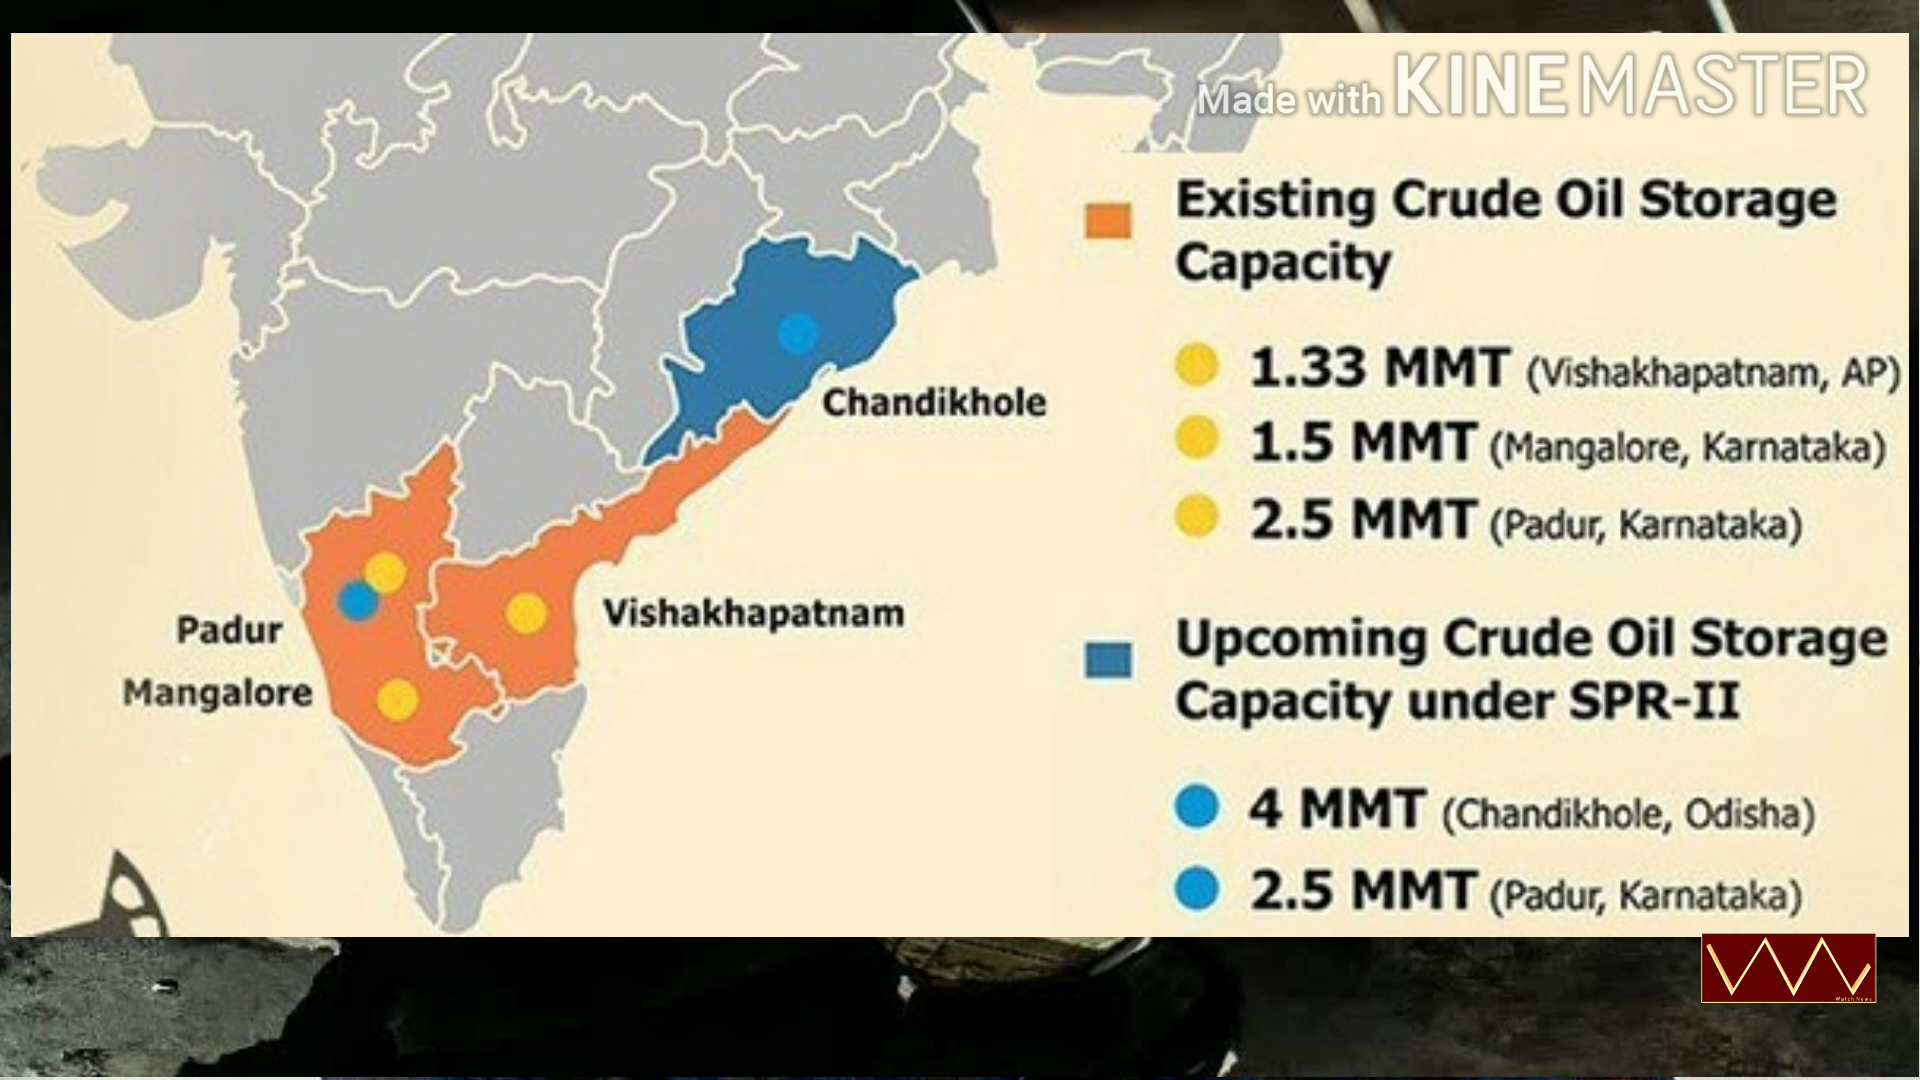 Made with KINEMASTER
Existing Crude Oil Storage
Capacity
1.33 MMT (Vishakhapatnam, AP)
1.5 MMT (Mangalore, Karnataka)
2.5 MMT (Padur, Karnataka)
Chandikhole
Vishakhapatnam
Padur
Mangalore
Upcoming Crude Oil Storage
Capacity under SPR-II
4 MMT (Chandikhole, Odisha)
2.5 MMT (Padur, Karnataka)
Watch News